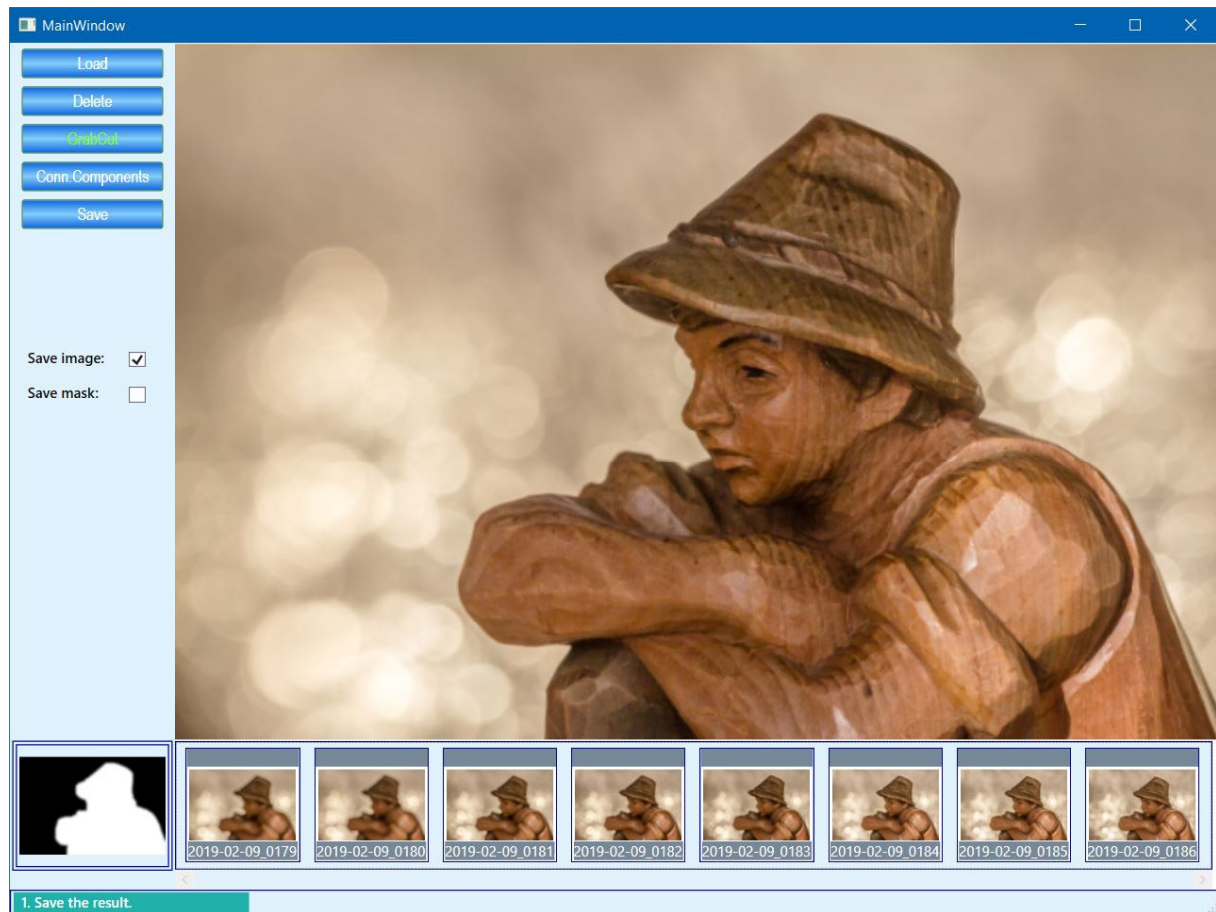 MainWindow
Load
Delete
GrabCut
Conn.Components
Save
Save image:
Save mask:
2019-02-09_0179
2019-02-09_0180
2019-02-09_0181
2019-02-09_0182
2019-02-09_0183
2019-02-09_0184
2019-02-09_0185
2019-02-09_0186
1. Save the result.